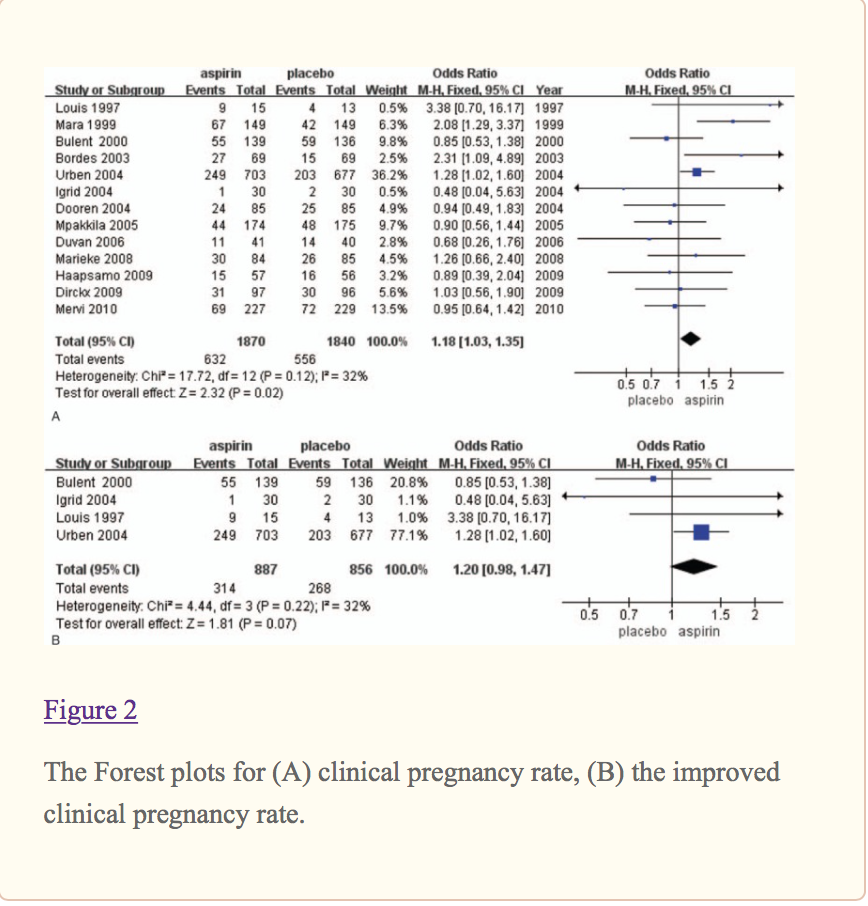 aspirin placebo Odds Ratio Odds Ratio
Study or Subgroup Events Total Events Total Weight M-H, Fixed, 95% CI Year M-H, Fixed, 95% CI
Louis 1997 9 15 4 13 0.5% 3.38 [0.70, 16.17] 1997
Mara 1999 67 149 42 149 6.3% 2.08 [1.29, 3.37] 1999
Bulent 2000 55 139 59 136 9.8% 0.85 [0.53, 1.38] 2000
Bordes 2003 27 69 15 69 2.5% 2.31 [1.09, 4.89] 2003
Urben 2004 249 703 203 677 36.2% 1.28 [1.02, 1.60] 2004
Igrid 2004 1 30 2 30 0.5% 0.48 [0.04, 5.63] 2004
Dooren 2004 24 85 25 85 4.9% 0.94 [0.49, 1.83] 2004
Mpakkila 2005 44 174 48 175 9.7% 0.90 [0.56, 1.44] 2005
Duvan 2006 11 41 14 40 2.8% 0.68 [0.26, 1.76] 2006
Marieke 2008 30 84 26 85 4.5% 1.26 [0.66, 2.40] 2008
Haapsamo 2009 15 57 16 56 3.2% 0.89 [0.39, 2.04] 2009
Dirckx 2009 31 97 30 96 5.6% 1.03 [0.56, 1.90] 2009
Mervi 2010 69 227 72 229 13.5% 0.95 [0.64, 1.42] 2010
Total (95% CI) 1870 1840 100.0% 1.18 [1.03, 1.35]
Total events 632 556
Heterogeneity: Chi² = 17.72, df = 12 (P = 0.12); I² = 32%
Test for overall effect: Z = 2.32 (P = 0.02)
0.5 0.7 1 1.5 2
placebo aspirin
A
aspirin placebo Odds Ratio Odds Ratio
Study or Subgroup Events Total Events Total Weight M-H, Fixed, 95% CI M-H, Fixed, 95% CI
Bulent 2000 55 139 59 136 20.8% 0.85 [0.53, 1.38]
Igrid 2004 1 30 2 30 1.1% 0.48 [0.04, 5.63]
Louis 1997 9 15 4 13 1.0% 3.38 [0.70, 16.17]
Urben 2004 249 703 203 677 77.1% 1.28 [1.02, 1.60]
Total (95% CI) 887 856 100.0% 1.20 [0.98, 1.47]
Total events 314 268
Heterogeneity: Chi² = 4.44, df = 3 (P = 0.22); I² = 32%
Test for overall effect: Z = 1.81 (P = 0.07)
0.5 0.7 1 1.5 2
placebo aspirin
B
Figure 2
The Forest plots for (A) clinical pregnancy rate, (B) the improved
clinical pregnancy rate.